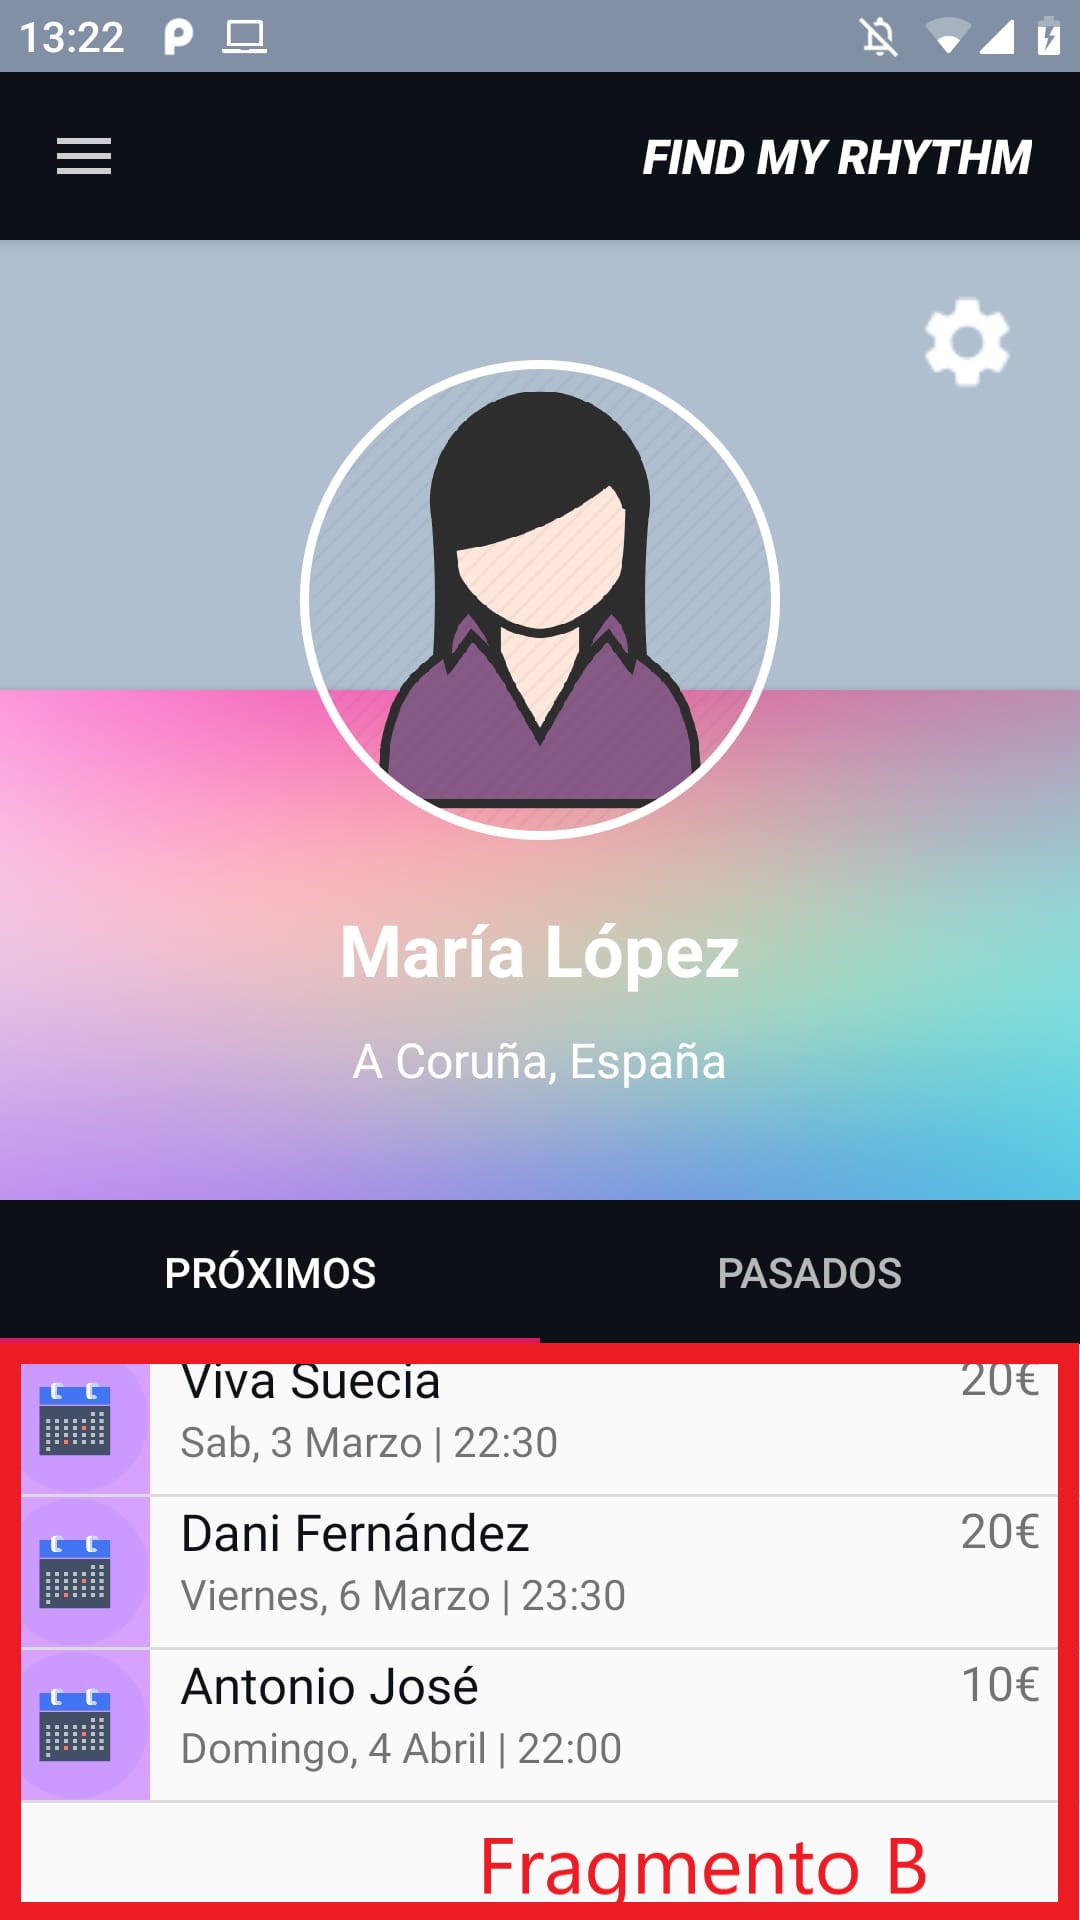 13:22
FIND MY RHYTHM
María López
A Coruña, España
PRÓXIMOS PASADOS
Viva Suecia 20€
Sab, 3 Marzo | 22:30
Dani Fernández 20€
Viernes, 6 Marzo | 23:30
Antonio José 10€
Domingo, 4 Abril | 22:00
Fragmento B